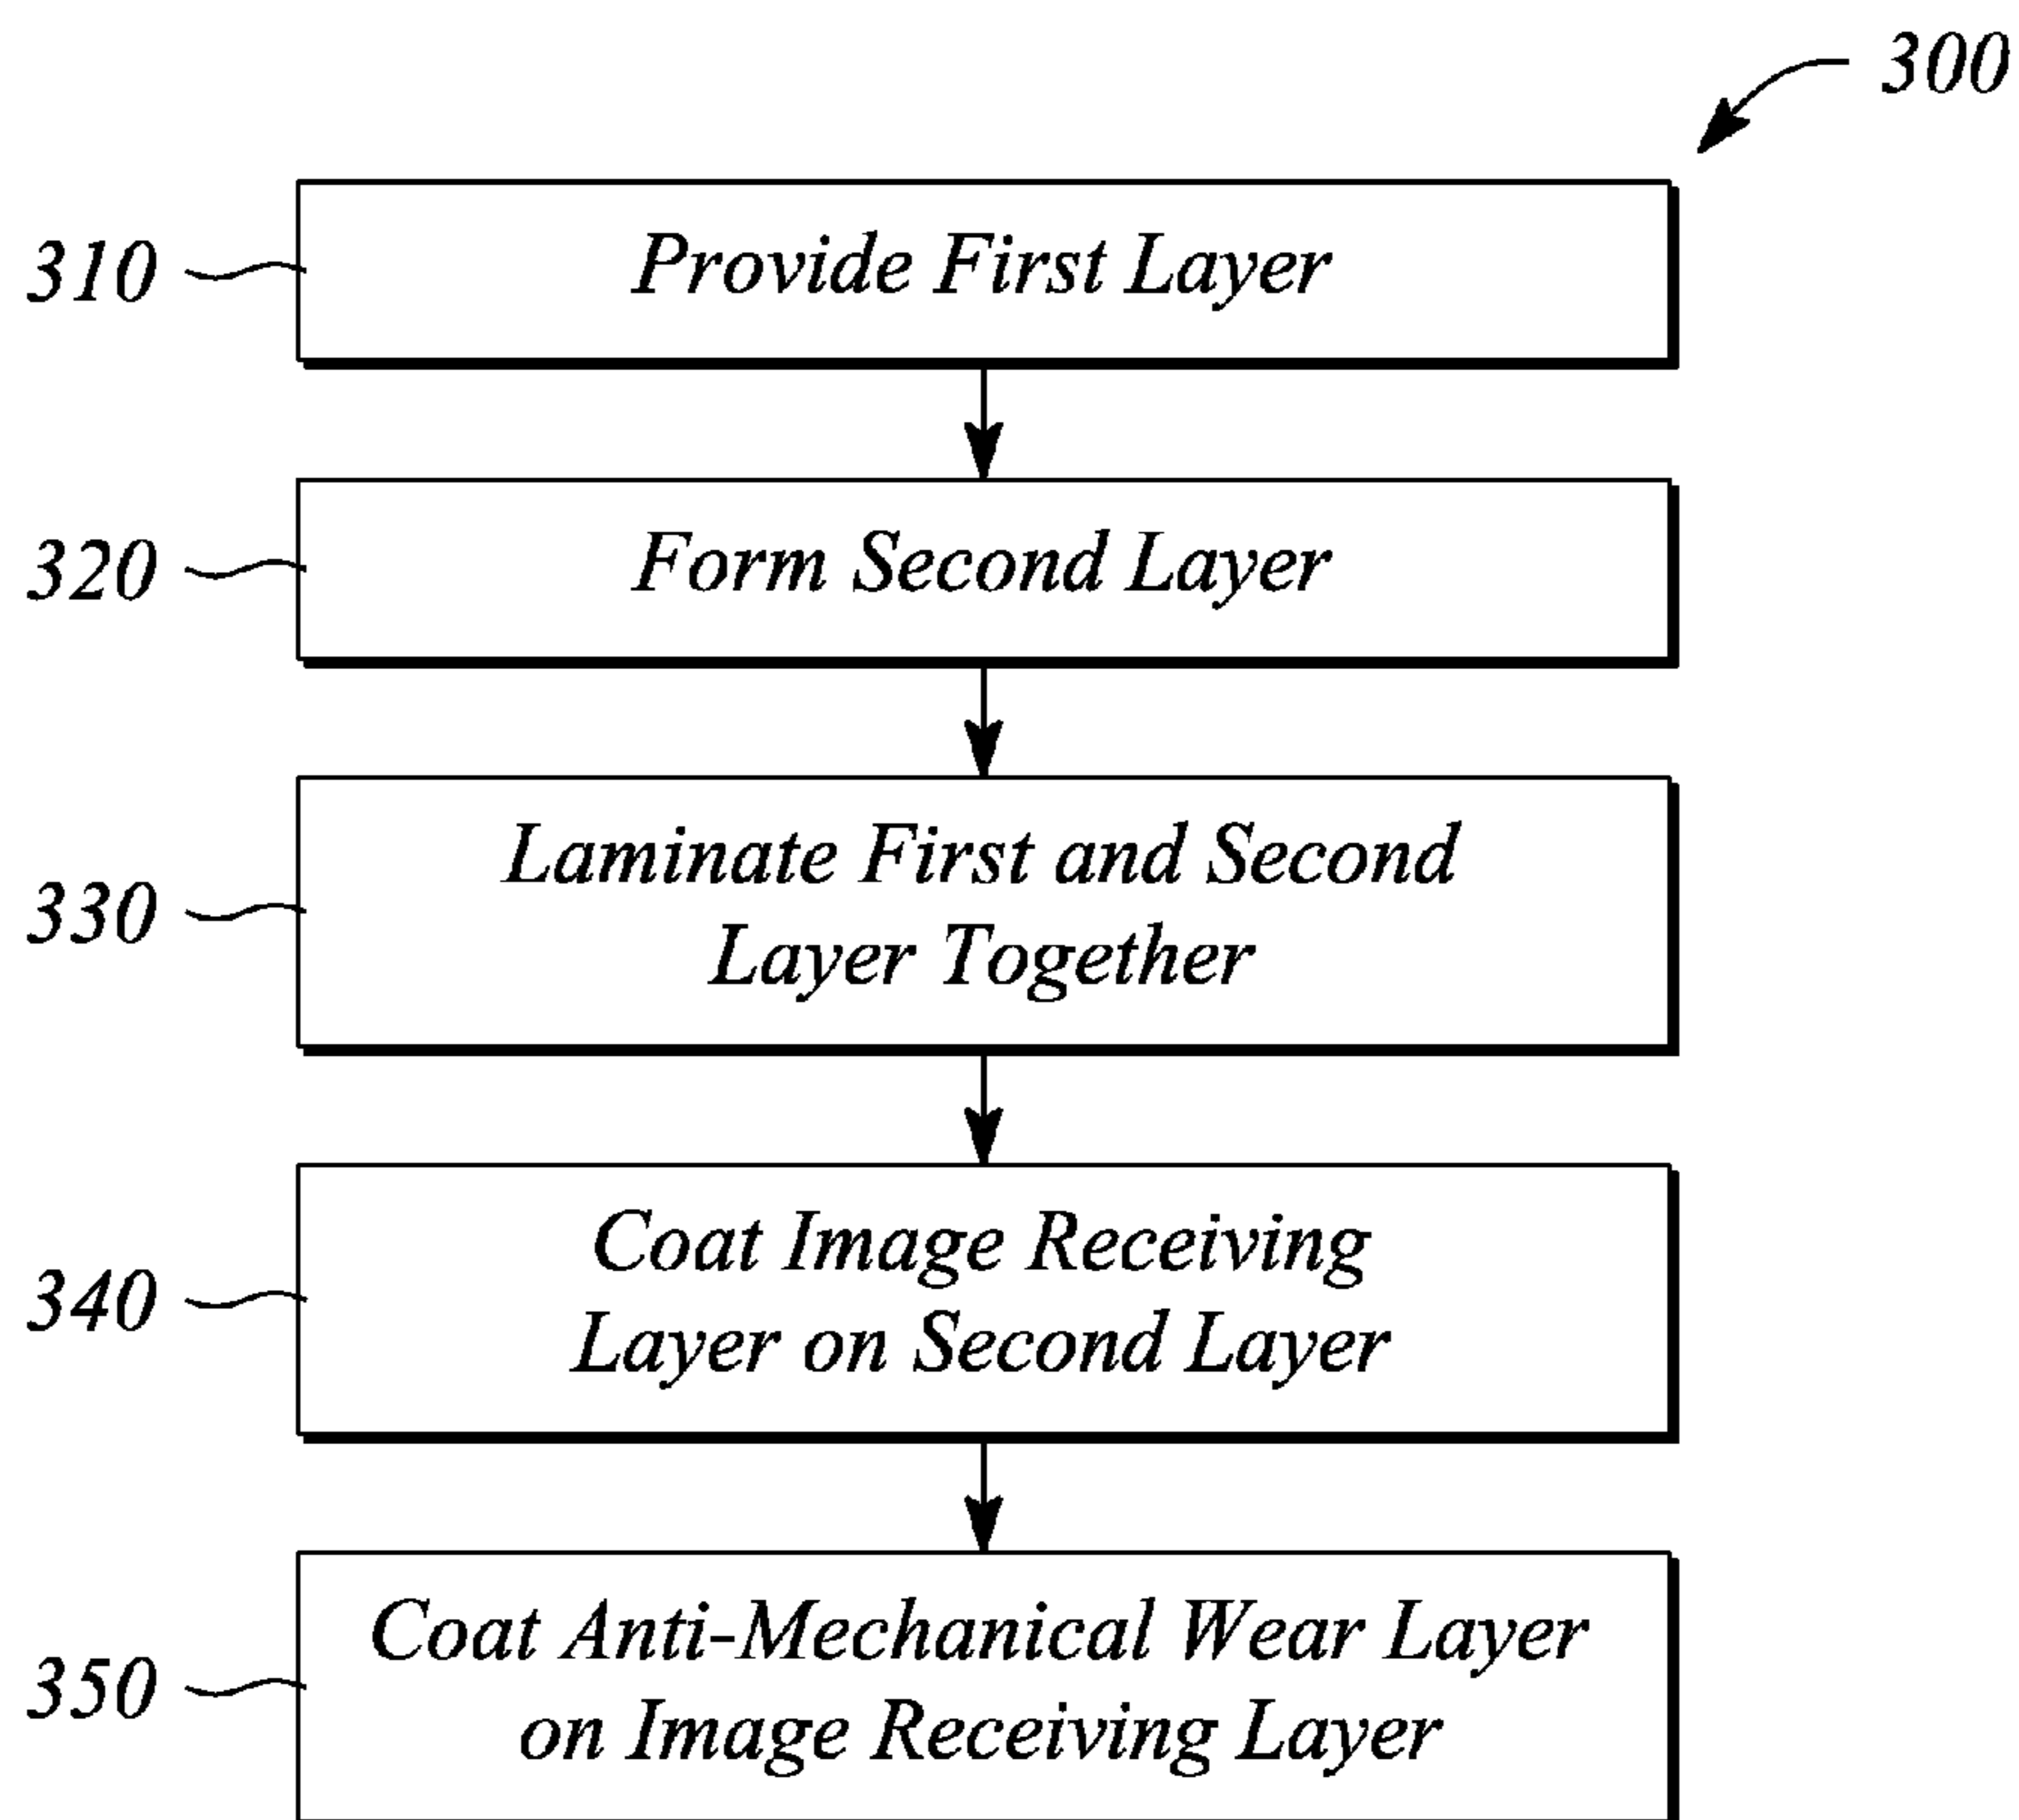 300
310
Provide First Layer
320
Form Second Layer
330
Laminate First and Second
Layer Together
340
Coat Image Receiving
Layer on Second Layer
350
Coat Anti-Mechanical Wear Layer
on Image Receiving Layer